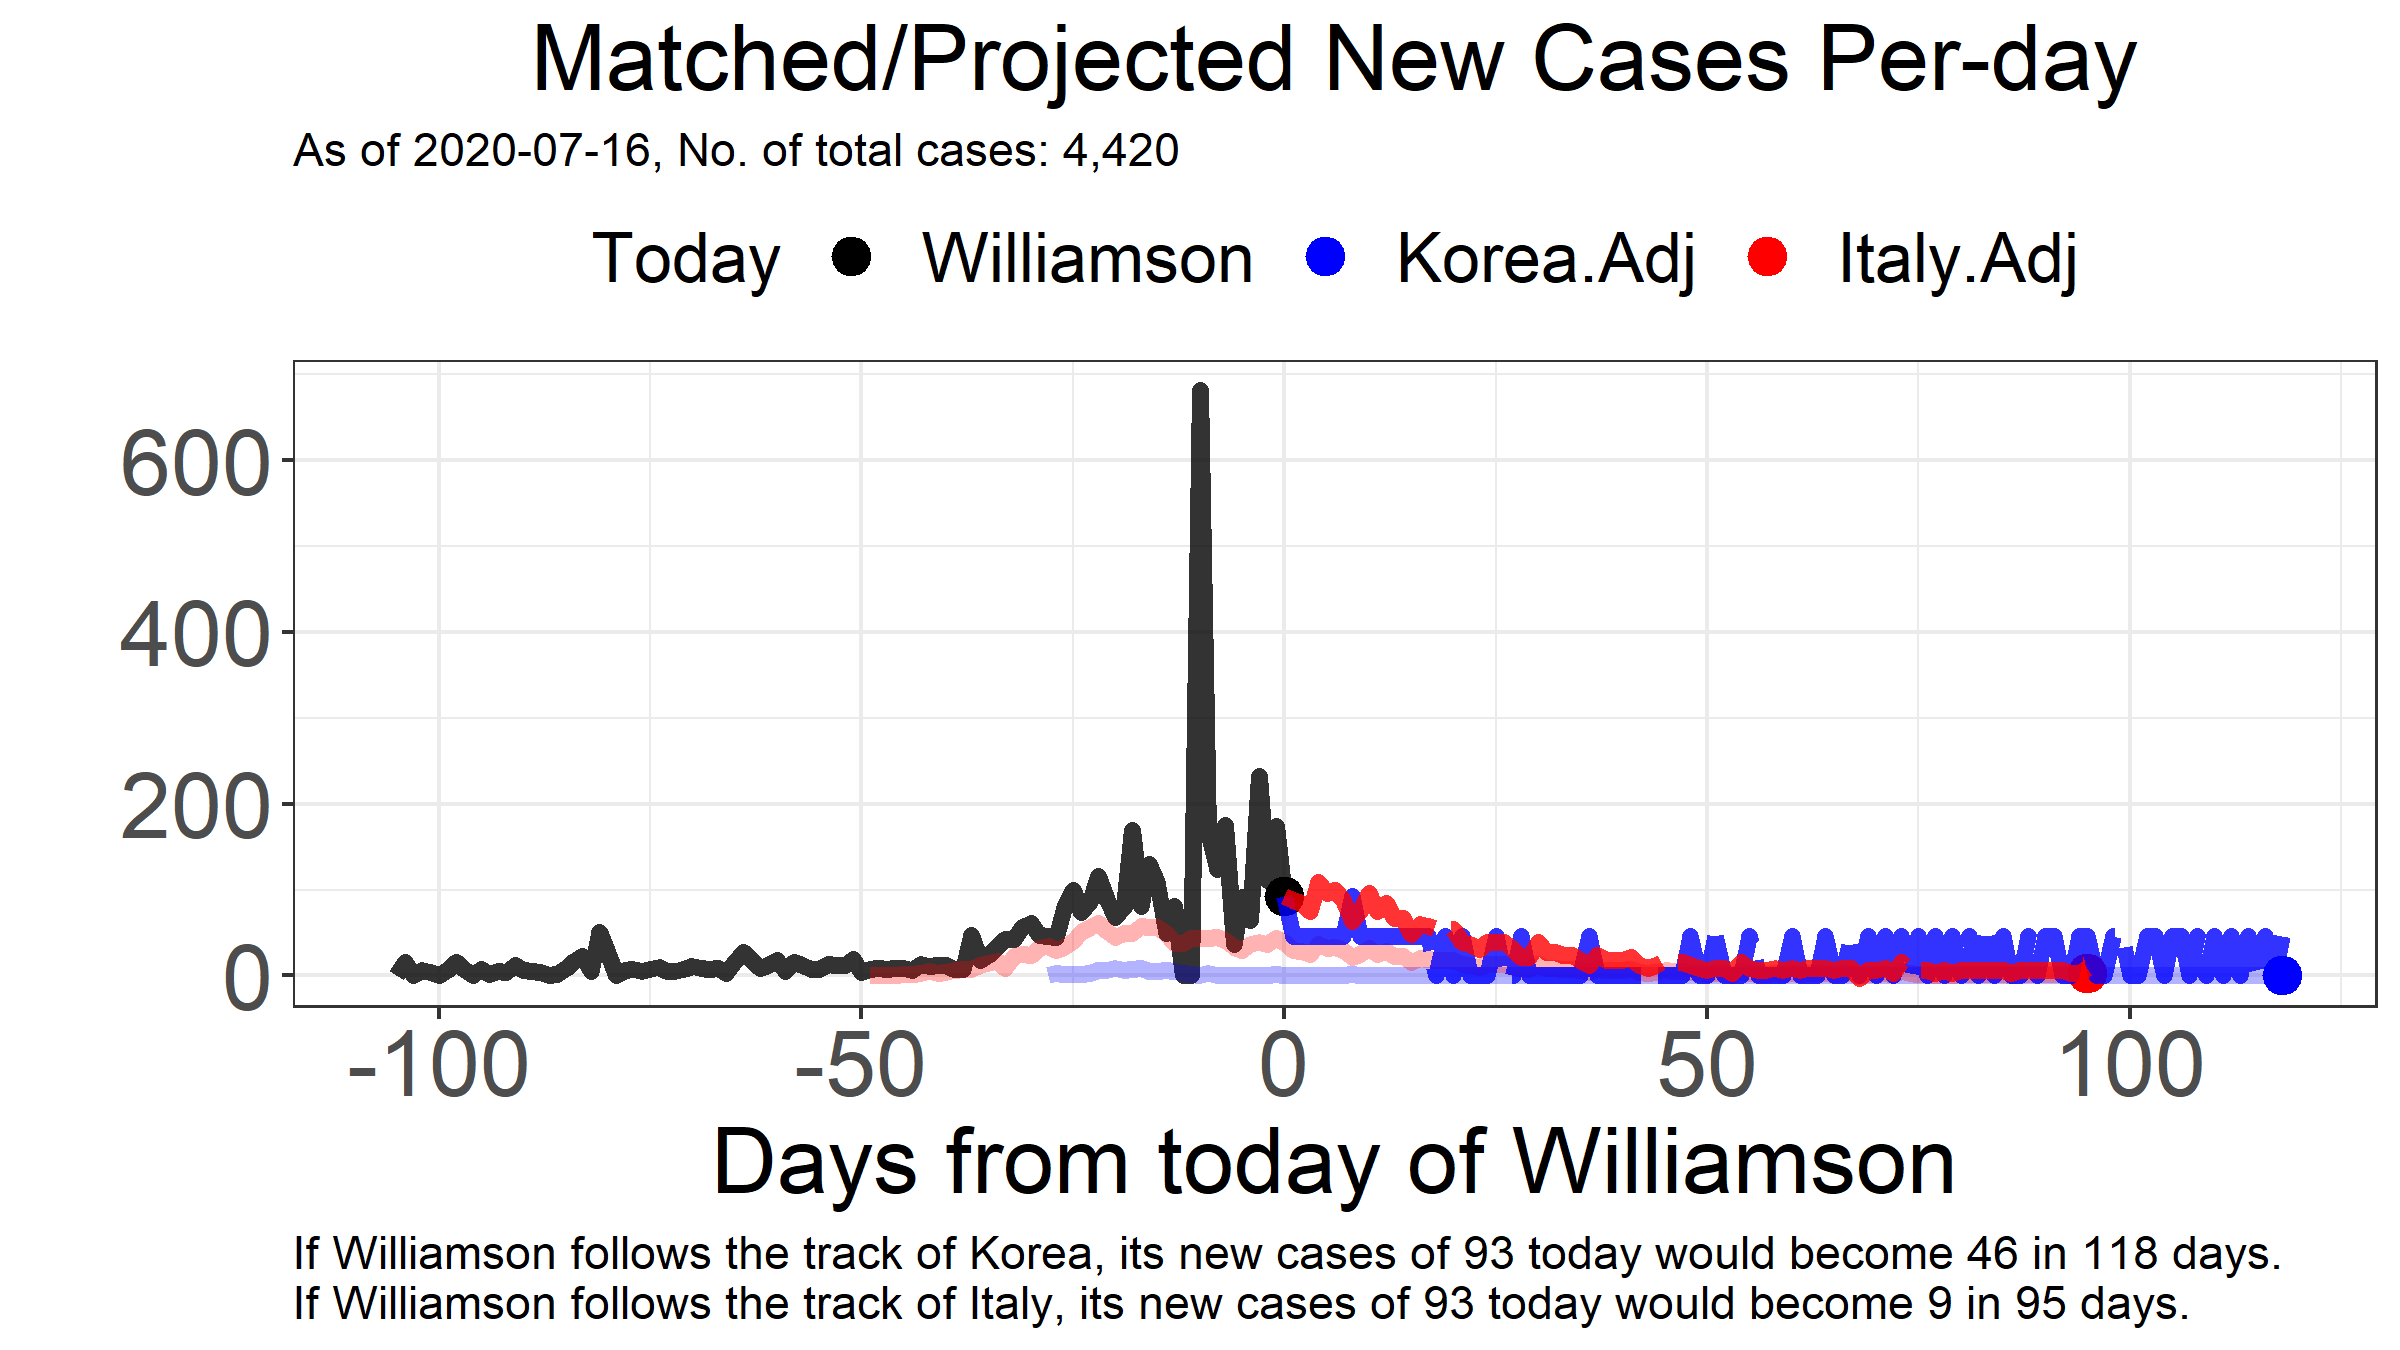 Matched/Projected New Cases Per-day
As of 2020-07-16, No. of total cases: 4,420
Today Williamson Korea.Adj Italy.Adj
600
400
200
0
-100 -50 0 50 100
Days from today of Williamson
If Williamson follows the track of Korea, its new cases of 93 today would become 46 in 118 days.
If Williamson follows the track of Italy, its new cases of 93 today would become 9 in 95 days.